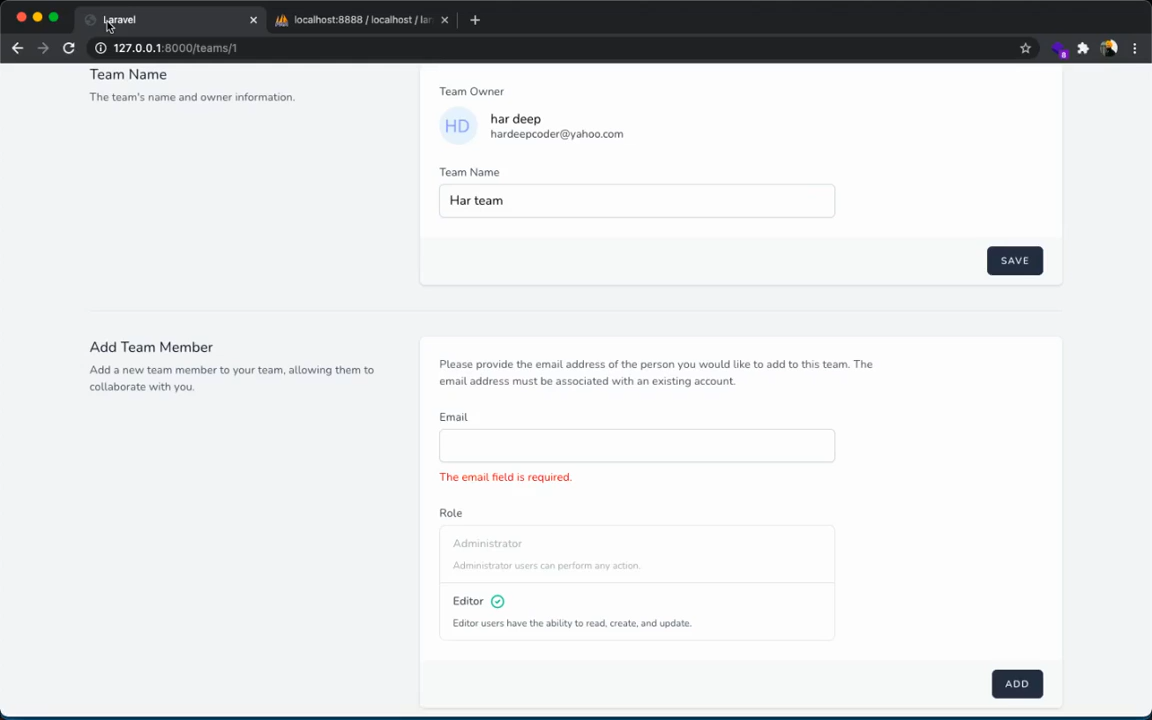 Laravel
localhost:8888 / localhost / lar
127.0.0.1:8000/teams/1
8
Team Name
The team's name and owner information.
Team Owner
HD
har deep
hardeepcoder@yahoo.com
Team Name
Har team
SAVE
Add Team Member
Add a new team member to your team, allowing them to
collaborate with you.
Please provide the email address of the person you would like to add to this team. The
email address must be associated with an existing account.
Email
The email field is required.
Role
Administrator
Administrator users can perform any action.
Editor
Editor users have the ability to read, create, and update.
ADD